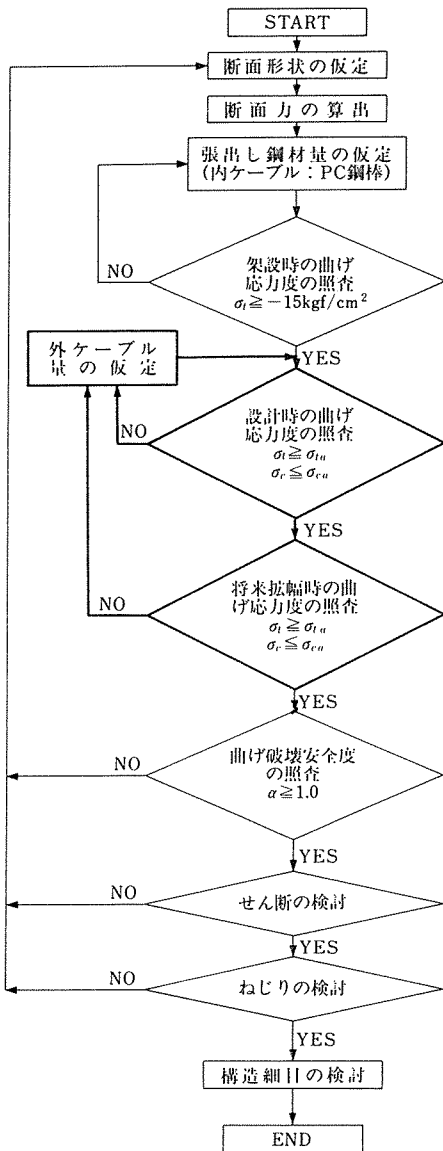 START
断面形状の仮定
断面力の算出
張出し鋼材量の仮定
(内ケーブル：PC鋼棒)
架設時の曲げ
応力度の照査
σt≧−15kgf/cm²
NO
YES
外ケーブル
量の仮定
設計時の曲げ
応力度の照査
σt≧σta
σc≦σca
NO
YES
将来拡幅時の曲
げ応力度の照査
σt≧σta
σc≦σca
NO
YES
曲げ破壊安全度
の照査
α≧1.0
NO
YES
せん断の検討
NO
YES
ねじりの検討
NO
YES
構造細目の検討
END